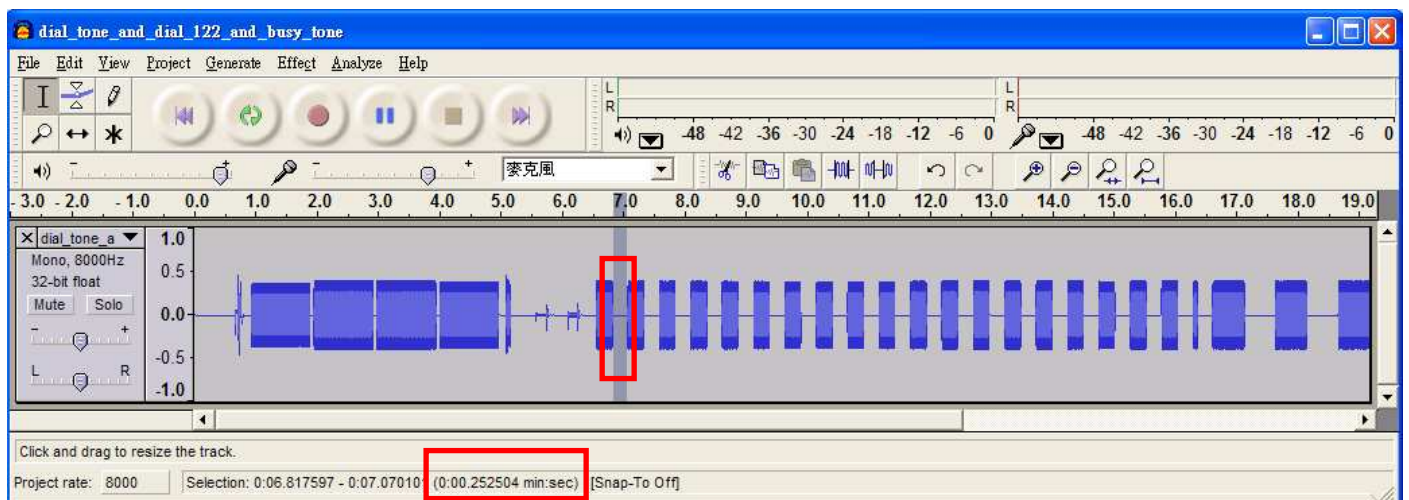 dial_tone_and_dial_122_and_busy_tone
File Edit View Project Generate Effect Analyze Help
L
R
-48 -42 -36 -30 -24 -18 -12 -6 0
L
R
-48 -42 -36 -30 -24 -18 -12 -6 0
麥克風
- 3.0 - 2.0 - 1.0 0.0 1.0 2.0 3.0 4.0 5.0 6.0 7.0 8.0 9.0 10.0 11.0 12.0 13.0 14.0 15.0 16.0 17.0 18.0 19.0
dial_tone_a
Mono, 8000Hz
32-bit float
Mute Solo
- +
L R
1.0
0.5
0.0
-0.5
-1.0
Click and drag to resize the track.
Project rate: 8000 Selection: 0:06.817597 - 0:07.070101 (0:00.252504 min:sec) [Snap-To Off]